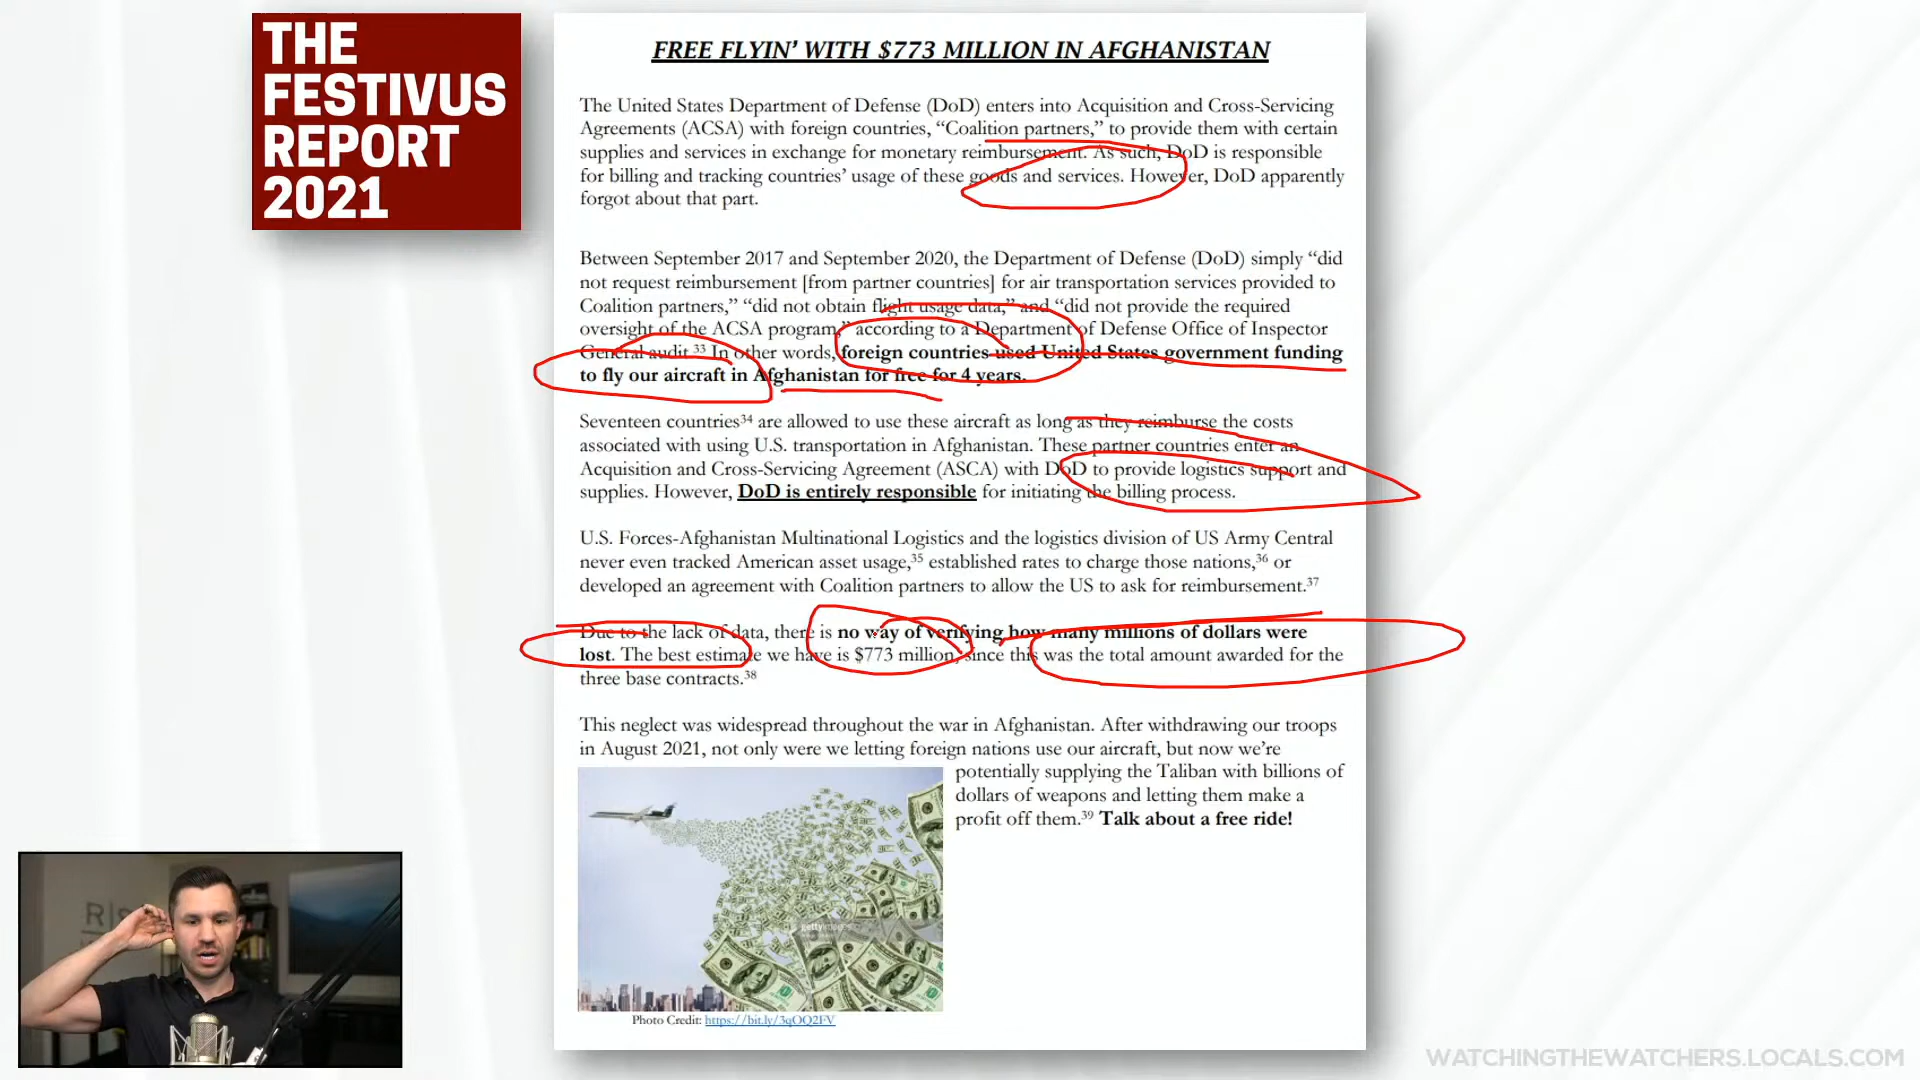 THE
FESTIVUS
REPORT
2021
FREE FLYIN’ WITH $773 MILLION IN AFGHANISTAN
The United States Department of Defense (DoD) enters into Acquisition and Cross-Servicing
Agreements (ACSA) with foreign countries, “Coalition partners,” to provide them with certain
supplies and services in exchange for monetary reimbursement. As such, DoD is responsible
for billing and tracking countries’ usage of these goods and services. However, DoD apparently
forgot about that part.
Between September 2017 and September 2020, the Department of Defense (DoD) simply “did
not request reimbursement [from partner countries] for air transportation services provided to
Coalition partners,” “did not obtain flight usage data,” and “did not provide the required
oversight of the ACSA program,” according to a Department of Defense Office of Inspector
General audit.³³ In other words, foreign countries used United States government funding
to fly our aircraft in Afghanistan for free for 4 years.
Seventeen countries³⁴ are allowed to use these aircraft as long as they reimburse the costs
associated with using U.S. transportation in Afghanistan. These partner countries enter an
Acquisition and Cross-Servicing Agreement (ASCA) with DoD to provide logistics support and
supplies. However, DoD is entirely responsible for initiating the billing process.
U.S. Forces-Afghanistan Multinational Logistics and the logistics division of US Army Central
never even tracked American asset usage,³⁵ established rates to charge those nations,³⁶ or
developed an agreement with Coalition partners to allow the US to ask for reimbursement.³⁷
Due to the lack of data, there is no way of verifying how many millions of dollars were
lost. The best estimate we have is $773 million, since this was the total amount awarded for the
three base contracts.³⁸
This neglect was widespread throughout the war in Afghanistan. After withdrawing our troops
in August 2021, not only were we letting foreign nations use our aircraft, but now we’re
potentially supplying the Taliban with billions of
dollars of weapons and letting them make a
profit off them.³⁹ Talk about a free ride!
gettyimages
Photo Credit: https://bit.ly/3qOQ2FV
WATCHINGTHEWATCHERS.LOCALS.COM